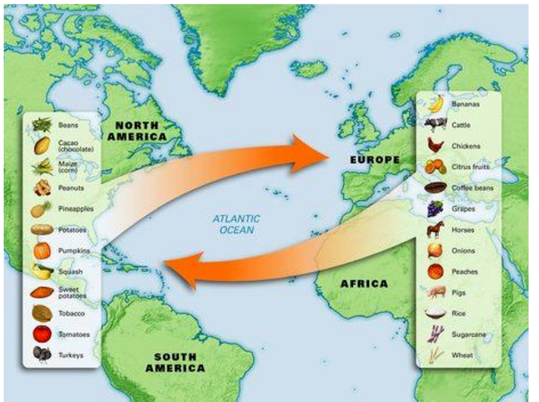 NORTH
AMERICA
Beans
Cacao
(chocolate)
Maize
(corn)
Peanuts
Pineapples
Potatoes
Pumpkins
Squash
Sweet
potatoes
Tobacco
Tomatoes
Turkeys
ATLANTIC
OCEAN
SOUTH
AMERICA
EUROPE
AFRICA
Bananas
Cattle
Chickens
Citrus fruits
Coffee beans
Grapes
Horses
Onions
Peaches
Pigs
Rice
Sugarcane
Wheat